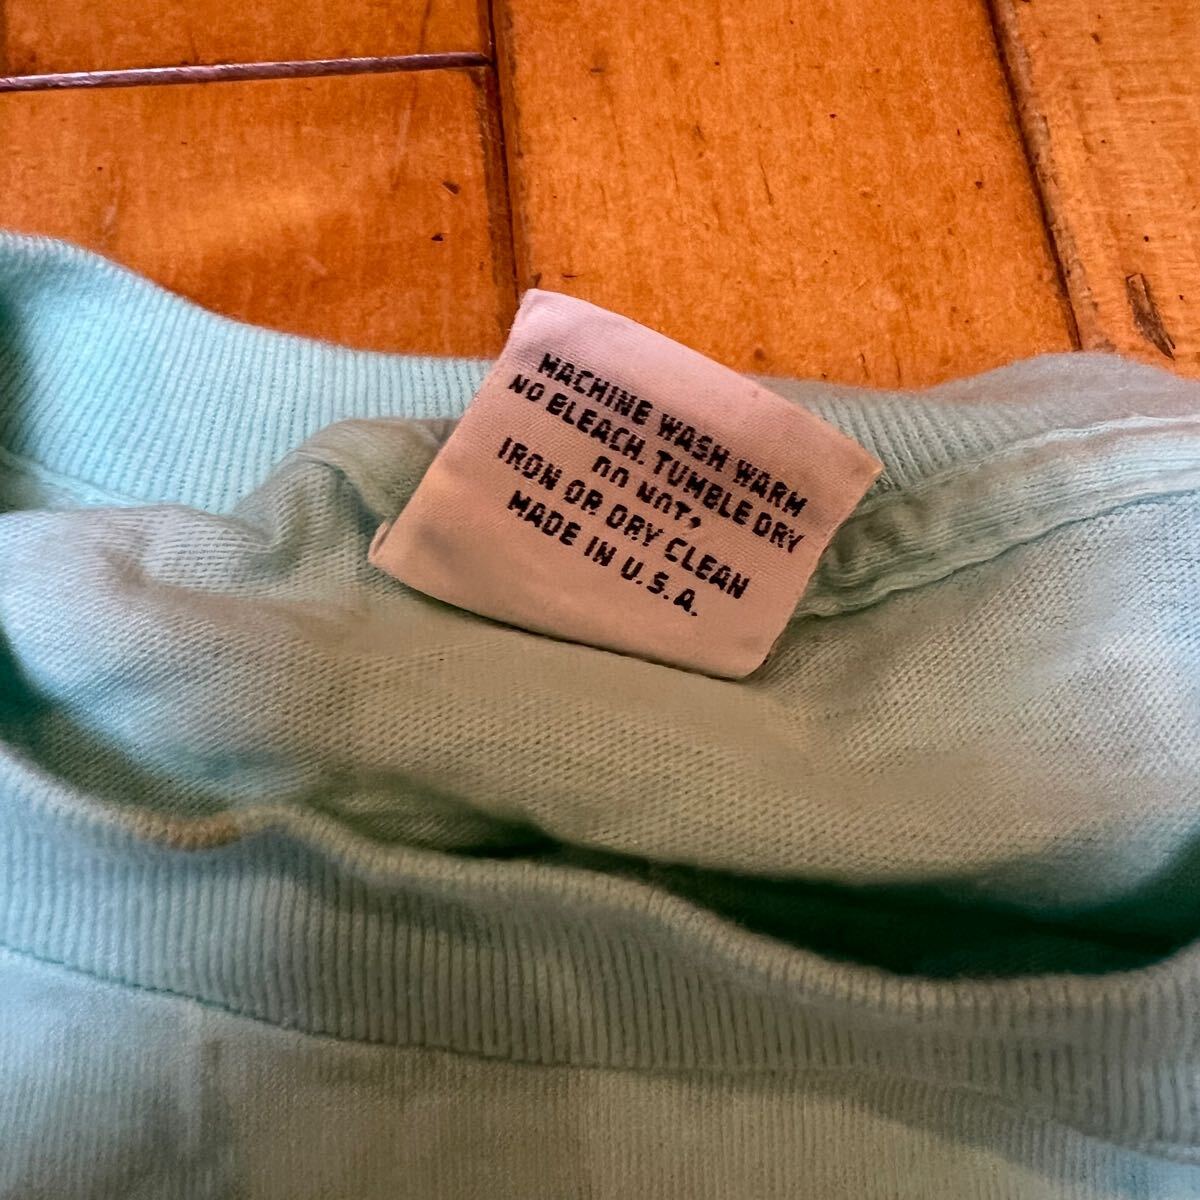 MACHINE WASH WARM
NO BLEACH. TUMBLE DRY
DO NOT,
IRON OR DRY CLEAN
MADE IN U.S.A.